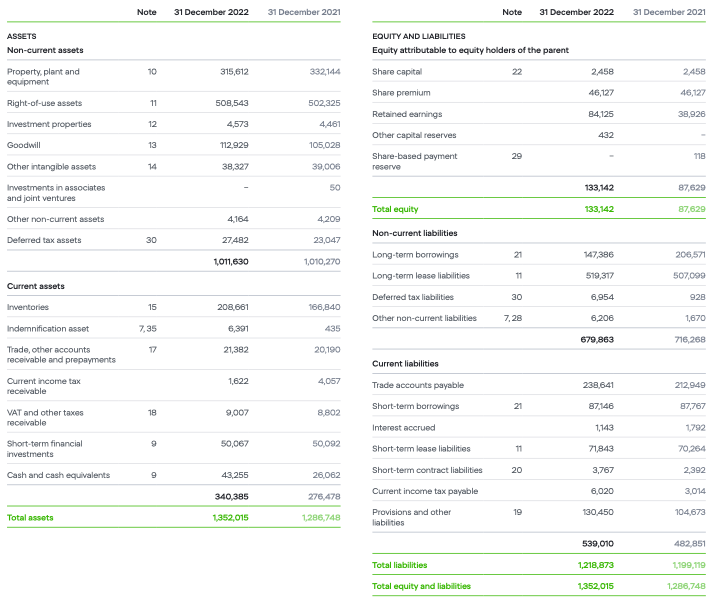 Note 31 December 2022 31 December 2021
ASSETS
Non-current assets
Property, plant and
equipment 10 315,612 332,144
Right-of-use assets 11 508,543 502,325
Investment properties 12 4,573 4,461
Goodwill 13 112,929 105,028
Other intangible assets 14 38,327 39,006
Investments in associates
and joint ventures – 50
Other non-current assets 4,164 4,209
Deferred tax assets 30 27,482 23,047
1,011,630 1,010,270
Current assets
Inventories 15 208,661 166,840
Indemnification asset 7, 35 6,391 435
Trade, other accounts
receivable and prepayments 17 21,382 20,190
Current income tax
receivable 1,622 4,057
VAT and other taxes
receivable 18 9,007 8,802
Short-term financial
investments 9 50,067 50,092
Cash and cash equivalents 9 43,255 26,062
340,385 276,478
Total assets 1,352,015 1,286,748
Note 31 December 2022 31 December 2021
EQUITY AND LIABILITIES
Equity attributable to equity holders of the parent
Share capital 22 2,458 2,458
Share premium 46,127 46,127
Retained earnings 84,125 38,926
Other capital reserves 432 –
Share-based payment
reserve 29 – 118
133,142 87,629
Total equity 133,142 87,629
Non-current liabilities
Long-term borrowings 21 147,386 206,571
Long-term lease liabilities 11 519,317 507,099
Deferred tax liabilities 30 6,954 928
Other non-current liabilities 7, 28 6,206 1,670
679,863 716,268
Current liabilities
Trade accounts payable 238,641 212,949
Short-term borrowings 21 87,146 87,767
Interest accrued 1,143 1,792
Short-term lease liabilities 11 71,843 70,264
Short-term contract liabilities 20 3,767 2,392
Current income tax payable 6,020 3,014
Provisions and other
liabilities 19 130,450 104,673
539,010 482,851
Total liabilities 1,218,873 1,199,119
Total equity and liabilities 1,352,015 1,286,748